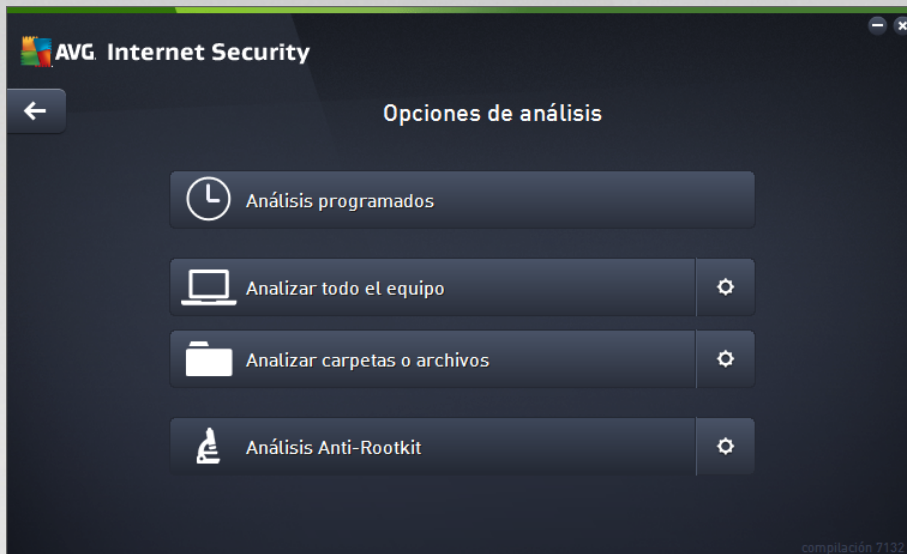 AVG. Internet Security
Opciones de análisis
Análisis programados
Analizar todo el equipo
Analizar carpetas o archivos
Análisis Anti-Rootkit
compilación 7132